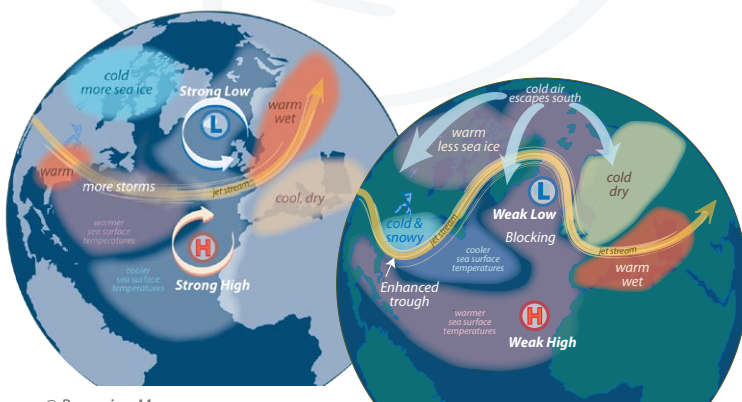 cold
more sea ice
Strong Low
L
warm
wet
warm
more storms
jet stream
cool, dry
warmer
sea surface
temperatures
H
cooler
sea surface
temperatures
Strong High
cold air
escapes south
warm
less sea ice
cold
dry
L
Weak Low
Blocking
cold &
snowy
jet stream
cooler
sea surface
temperatures
jet stream
warm
wet
Enhanced
trough
warmer
sea surface
temperatures
H
Weak High